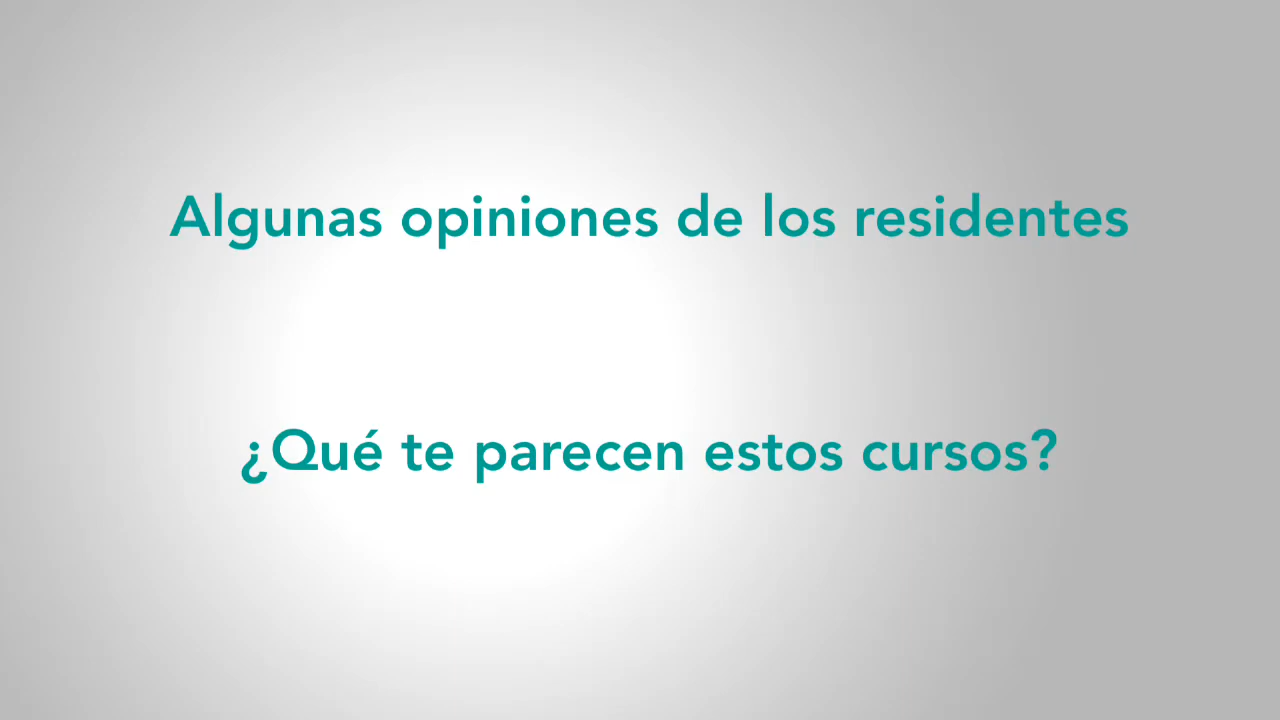 Algunas opiniones de los residentes
¿Qué te parecen estos cursos?